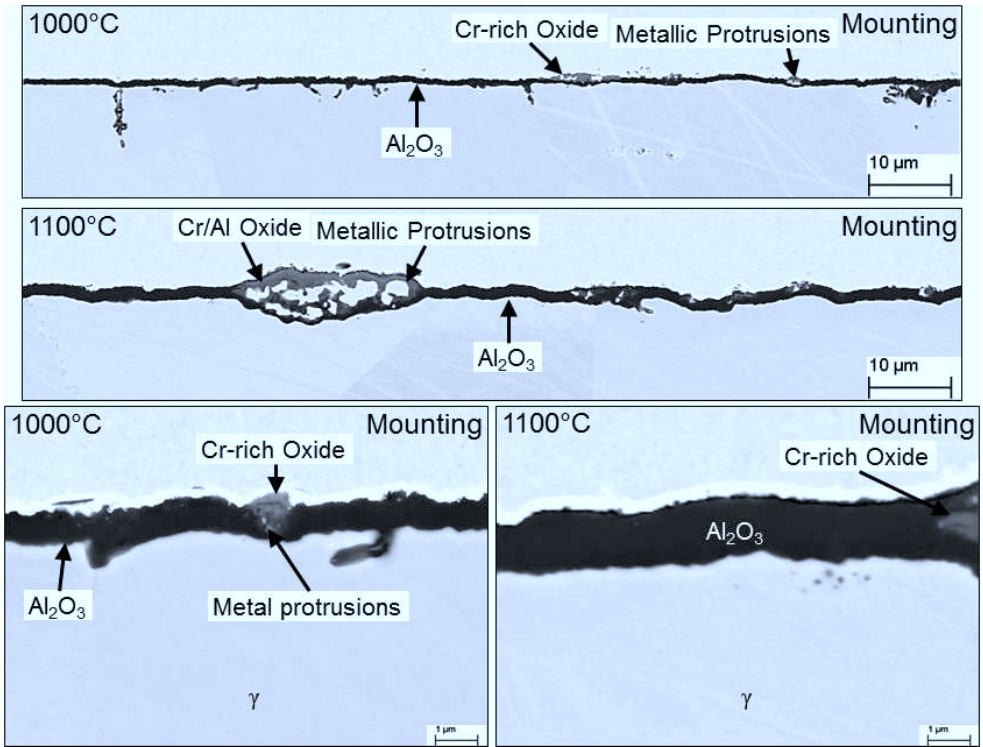 1000°C Mounting
Cr-rich Oxide Metallic Protrusions
Al₂O₃
10 µm
1100°C Mounting
Cr/Al Oxide Metallic Protrusions
Al₂O₃
10 µm
1000°C Mounting
Cr-rich Oxide
Al₂O₃
Metal protrusions
γ
1 µm
1100°C Mounting
Cr-rich Oxide
Al₂O₃
γ
1 µm